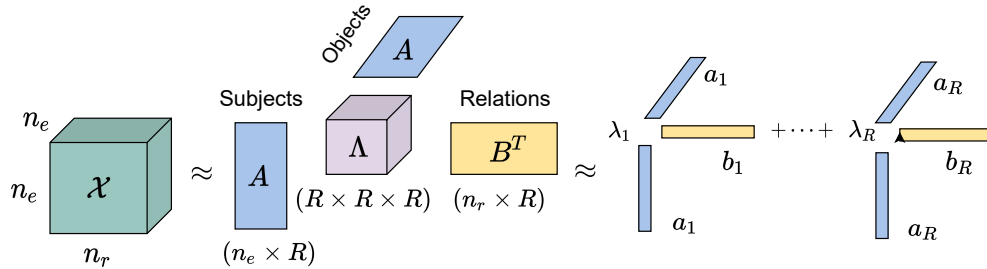 Objects
A
n_e
Subjects
Relations
n_e
𝒳
≈
A
Λ
B^T
≈
λ_1
a_1
b_1
a_1
+ ··· +
λ_R
a_R
b_R
a_R
n_r
(n_e × R)
(R × R × R)
(n_r × R)